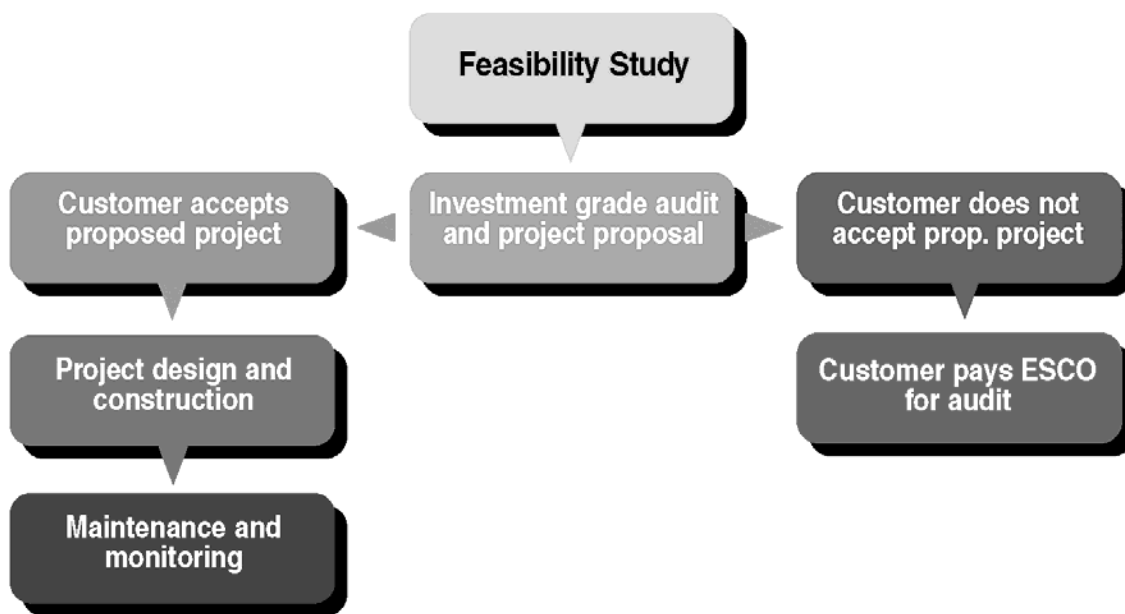 Feasibility Study
Customer accepts
proposed project
Investment grade audit
and project proposal
Customer does not
accept prop. project
Project design and
construction
Customer pays ESCO
for audit
Maintenance and
monitoring